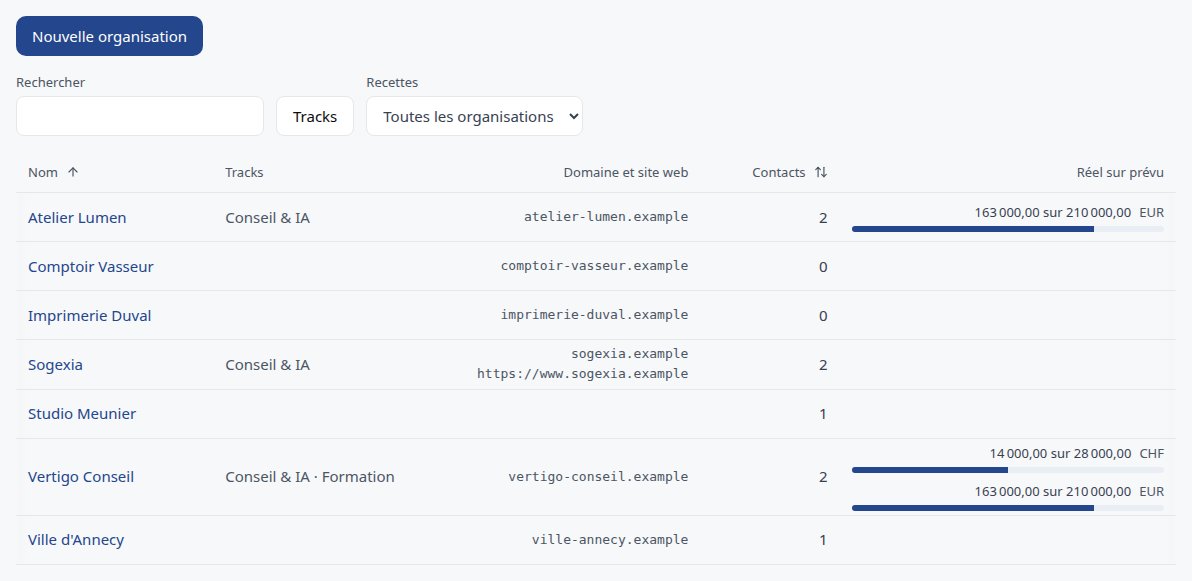 Nouvelle organisation
Rechercher
Recettes
Tracks
Toutes les organisations
Nom Tracks Domaine et site web Contacts Réel sur prévu
Atelier Lumen Conseil & IA atelier-lumen.example 2 163 000,00 sur 210 000,00 EUR
Comptoir Vasseur comptoir-vasseur.example 0
Imprimerie Duval imprimerie-duval.example 0
Sogexia Conseil & IA sogexia.example 2
https://www.sogexia.example
Studio Meunier 1
Vertigo Conseil Conseil & IA · Formation vertigo-conseil.example 2 14 000,00 sur 28 000,00 CHF
163 000,00 sur 210 000,00 EUR
Ville d'Annecy ville-annecy.example 1